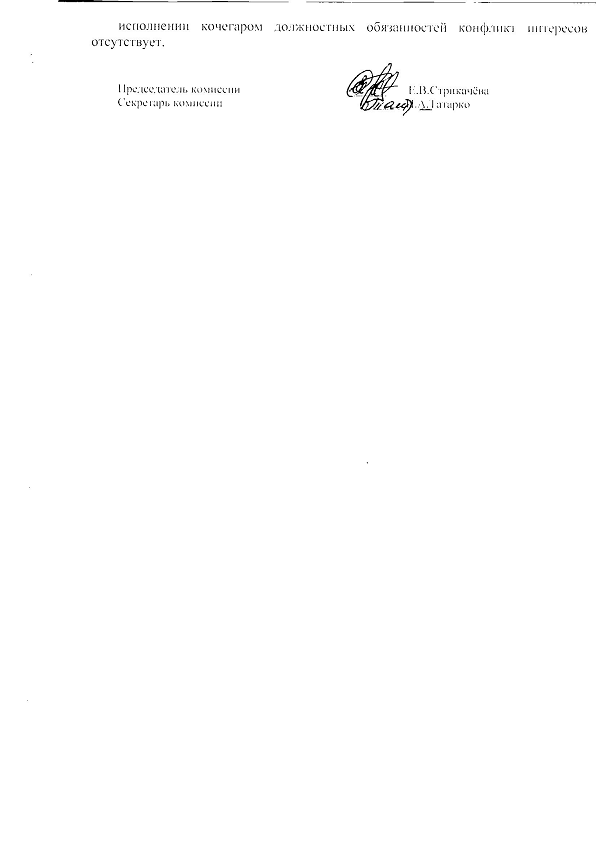 исполнении кочегаром должностных обязанностей конфликт интересов
отсутствует.
Председатель комиссии Е.В.Стрикачёва
Секретарь комиссии А.Татарко